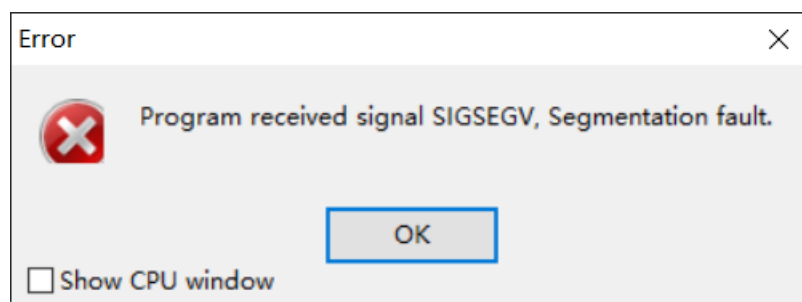 Error
Program received signal SIGSEGV, Segmentation fault.
OK
Show CPU window